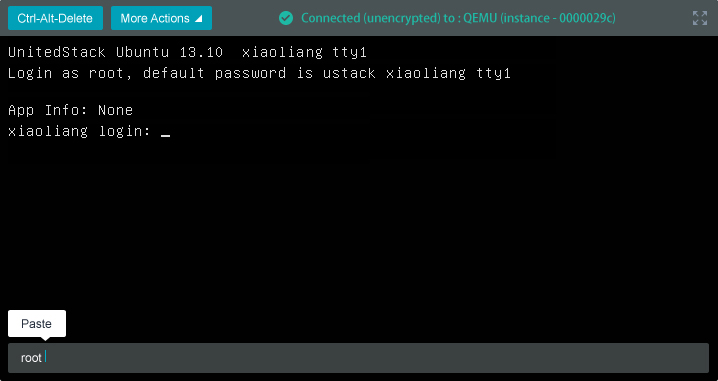 Ctrl-Alt-Delete More Actions Connected (unencrypted) to : QEMU (instance - 0000029c)
UnitedStack Ubuntu 13.10  xiaoliang tty1
Login as root, default password is ustack xiaoliang tty1
App Info: None
xiaoliang login: _
Paste
root